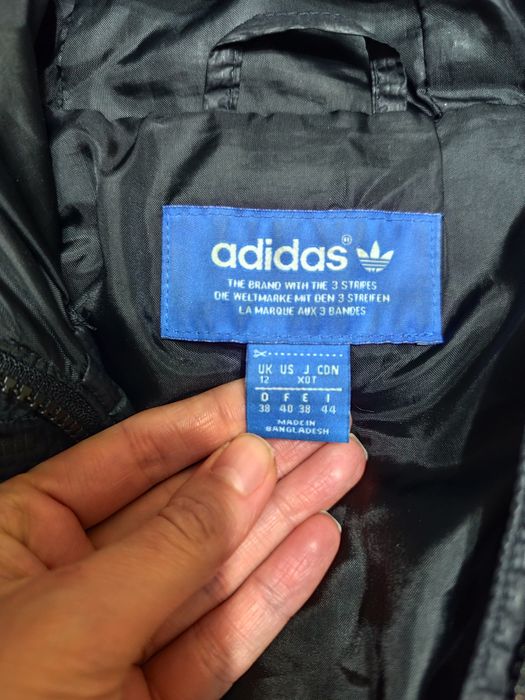 adidas"
THE BRAND WITH THE 3 STRIPES
DIE WELTMARKE MIT DEN 3 STREIFEN
LA MARQUE AUX 3 BANDES
UK US J CDN
12 XOT
D F E I
38 40 38 44
MADE IN
BANGLADESH